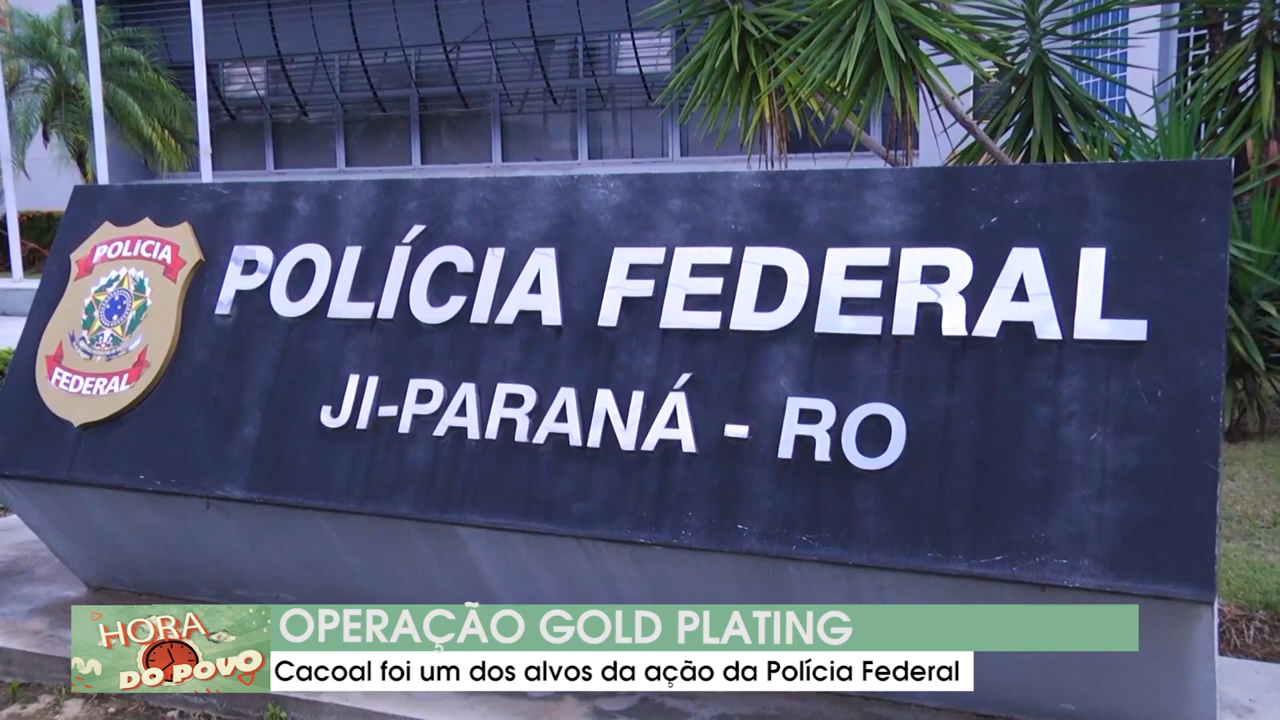 POLICIA
FEDERAL
POLÍCIA FEDERAL
JI-PARANÁ - RO
HORA
DO POVO
OPERAÇÃO GOLD PLATING
Cacoal foi um dos alvos da ação da Polícia Federal